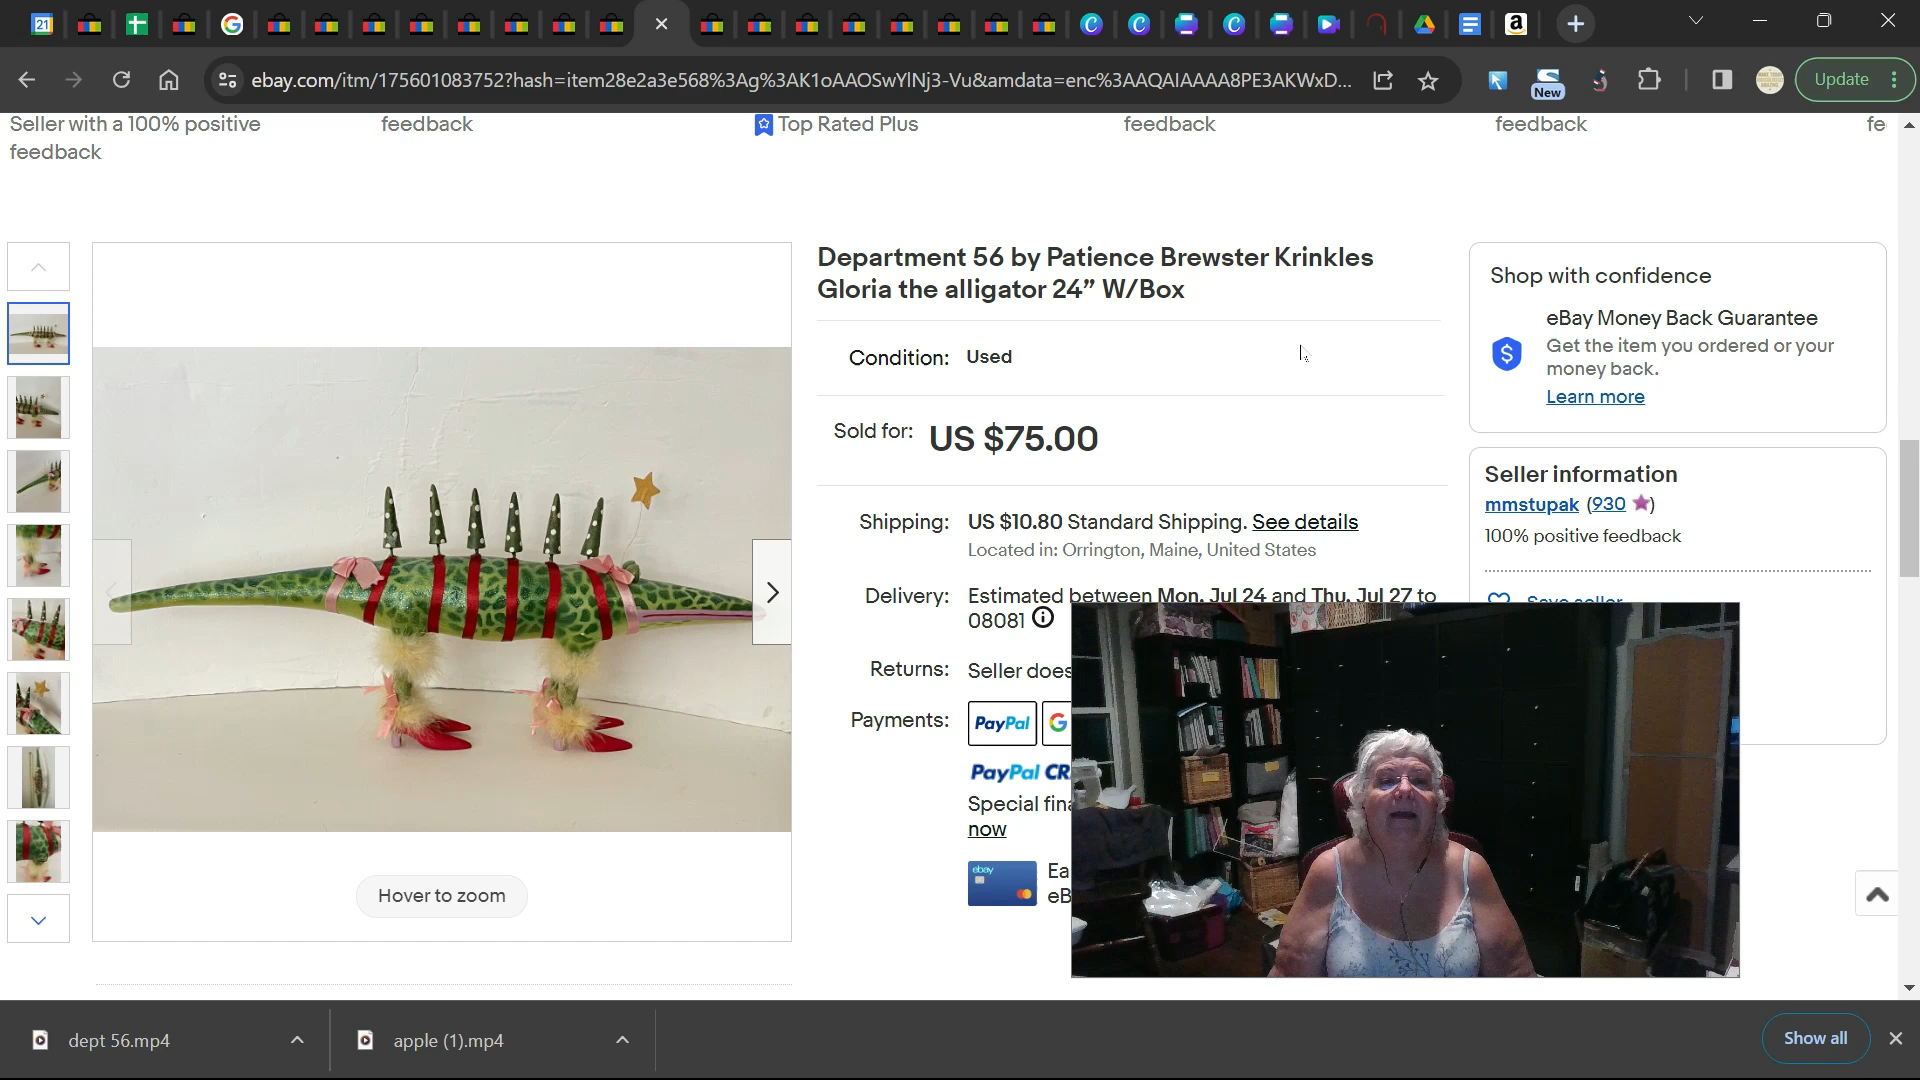 ebay.com/itm/175601083752?hash=item28e2a3e568%3Ag%3AK1oAAOSwYlNj3-Vu&amdata=enc%3AAQAIAAAA8PE3AKWxD...
New
Update
Seller with a 100% positive
feedback
feedback
Top Rated Plus
feedback
feedback
fe
Department 56 by Patience Brewster Krinkles
Gloria the alligator 24” W/Box
Condition: Used
Sold for: US $75.00
Shipping: US $10.80 Standard Shipping. See details
Located in: Orrington, Maine, United States
Delivery: Estimated between Mon, Jul 24 and Thu, Jul 27 to
08081
Returns: Seller does
Payments: PayPal G
PayPal CR
Special fina
now
ebay
Ea
eB
Hover to zoom
Shop with confidence
eBay Money Back Guarantee
Get the item you ordered or your
money back.
Learn more
Seller information
mmstupak (930)
100% positive feedback
Save seller
dept 56.mp4
apple (1).mp4
Show all